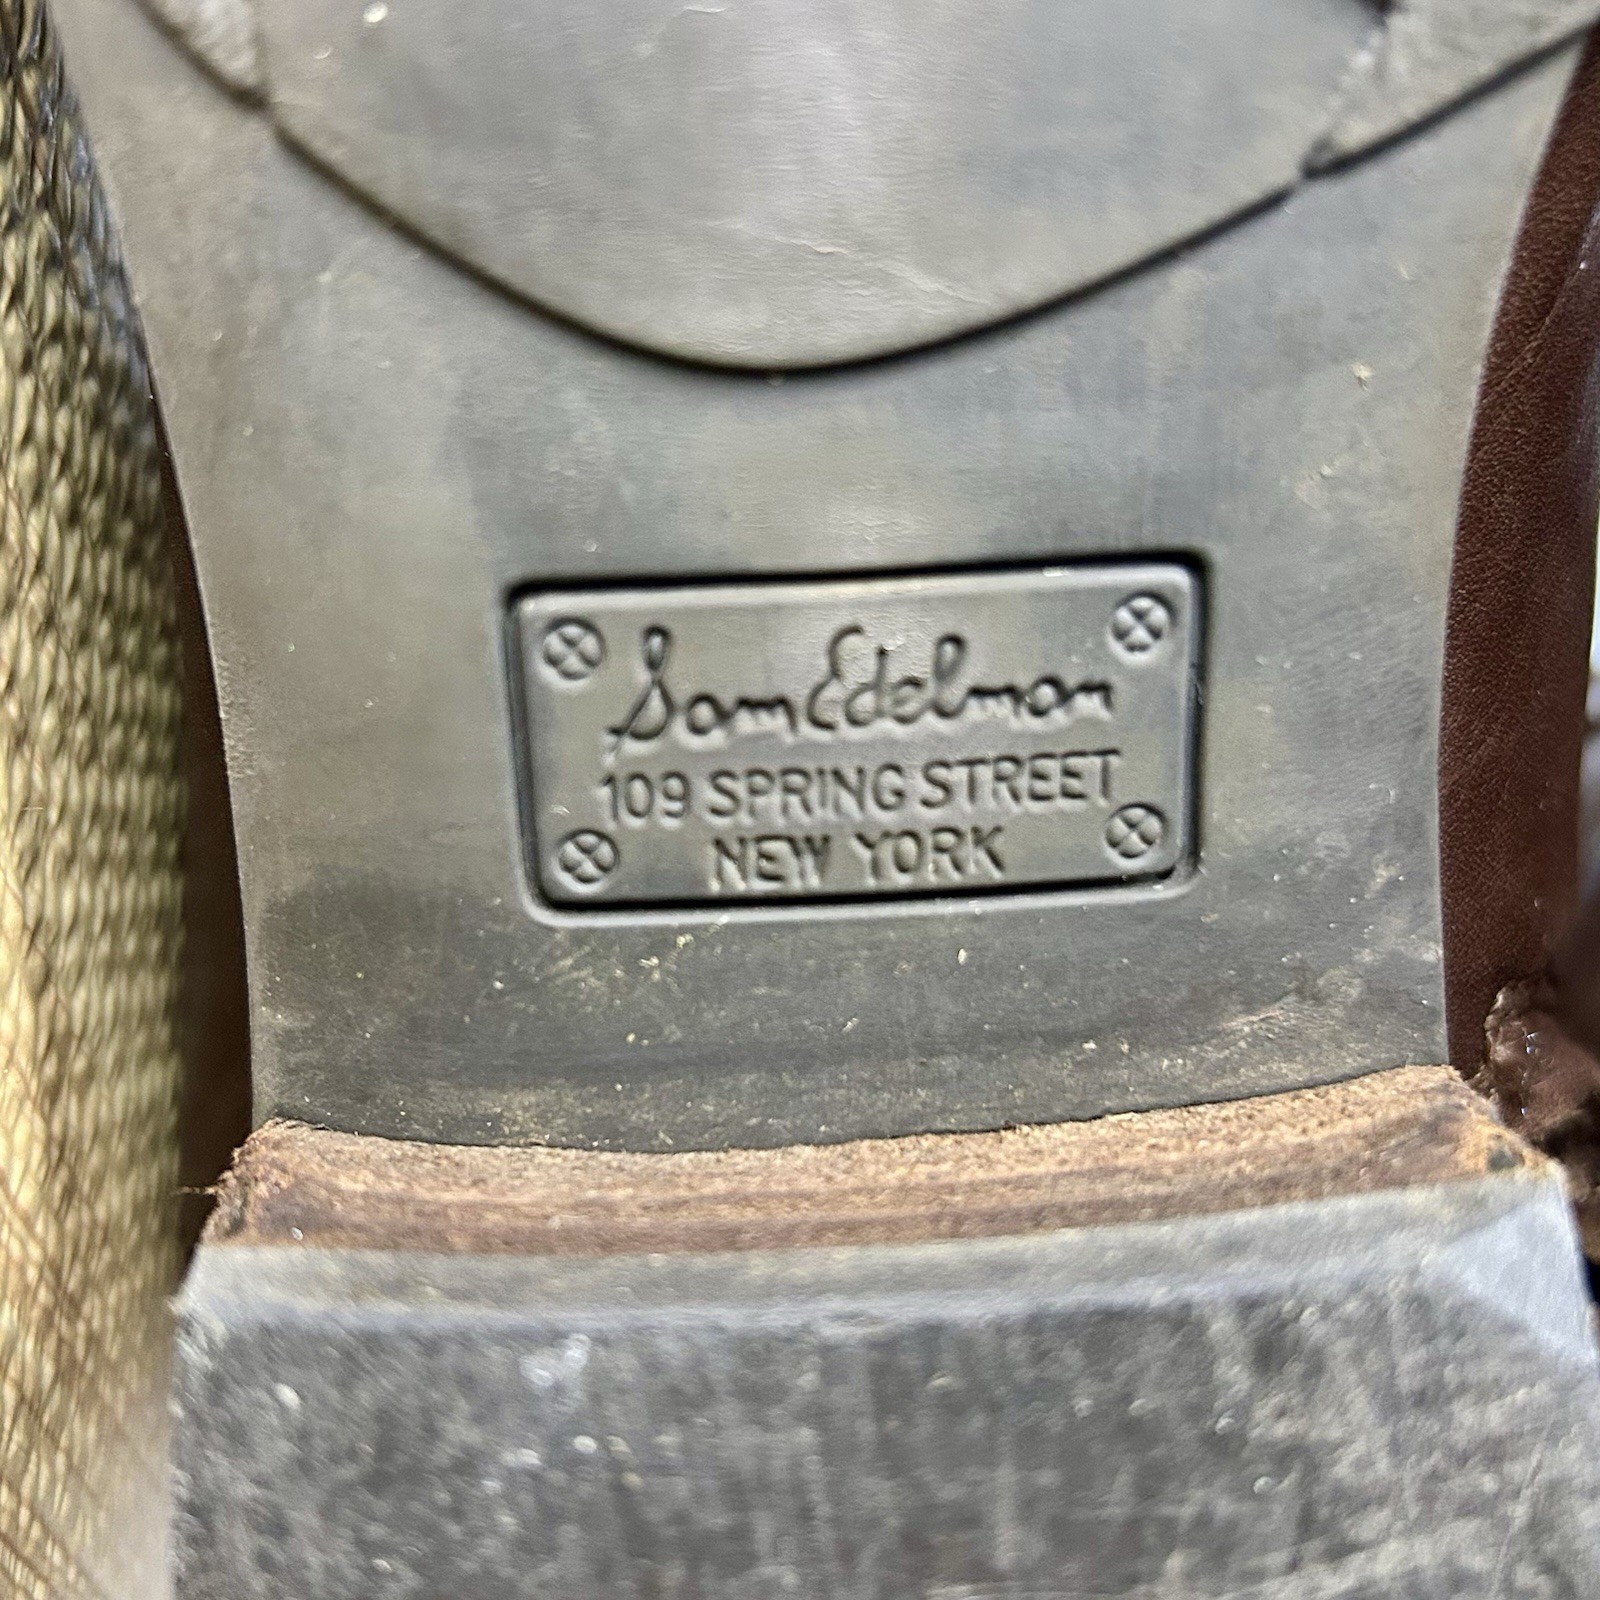 Sam Edelman
109 SPRING STREET
NEW YORK